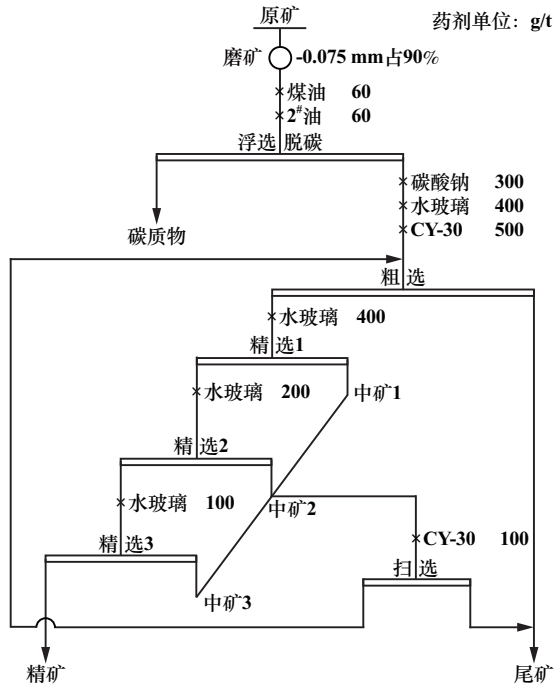 原矿
药剂单位：g/t
磨矿 -0.075 mm占90%
煤油 60
2#油 60
浮选 脱碳
碳酸钠 300
水玻璃 400
CY-30 500
碳质物
粗选
水玻璃 400
精选1
水玻璃 200
中矿1
精选2
水玻璃 100
中矿2
CY-30 100
精选3
扫选
中矿3
精矿
尾矿